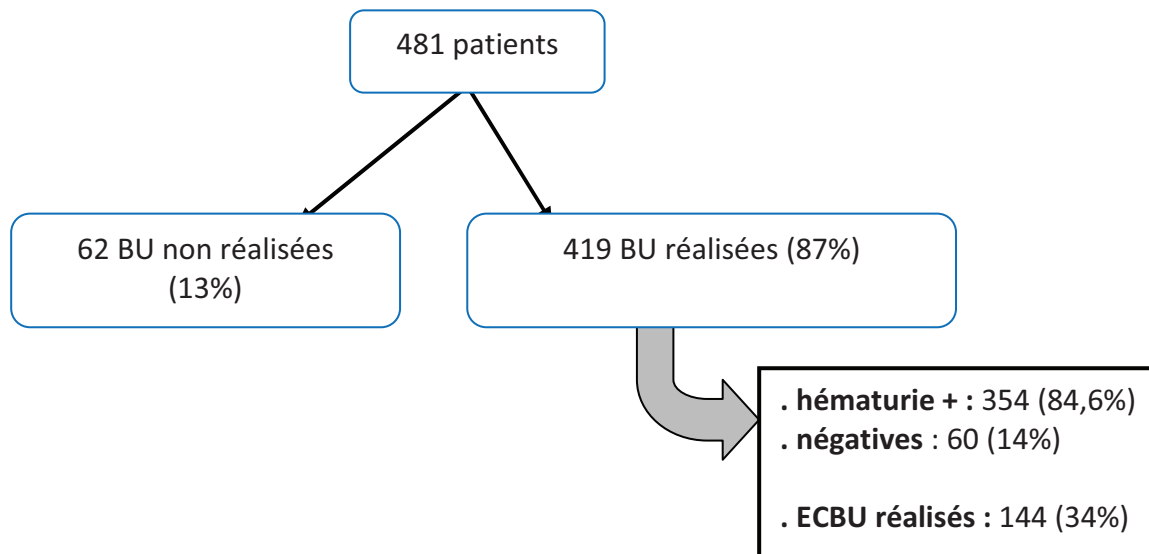 481 patients
62 BU non réalisées
(13%)
419 BU réalisées (87%)
. hématurie + : 354 (84,6%)
. négatives : 60 (14%)
. ECBU réalisés : 144 (34%)